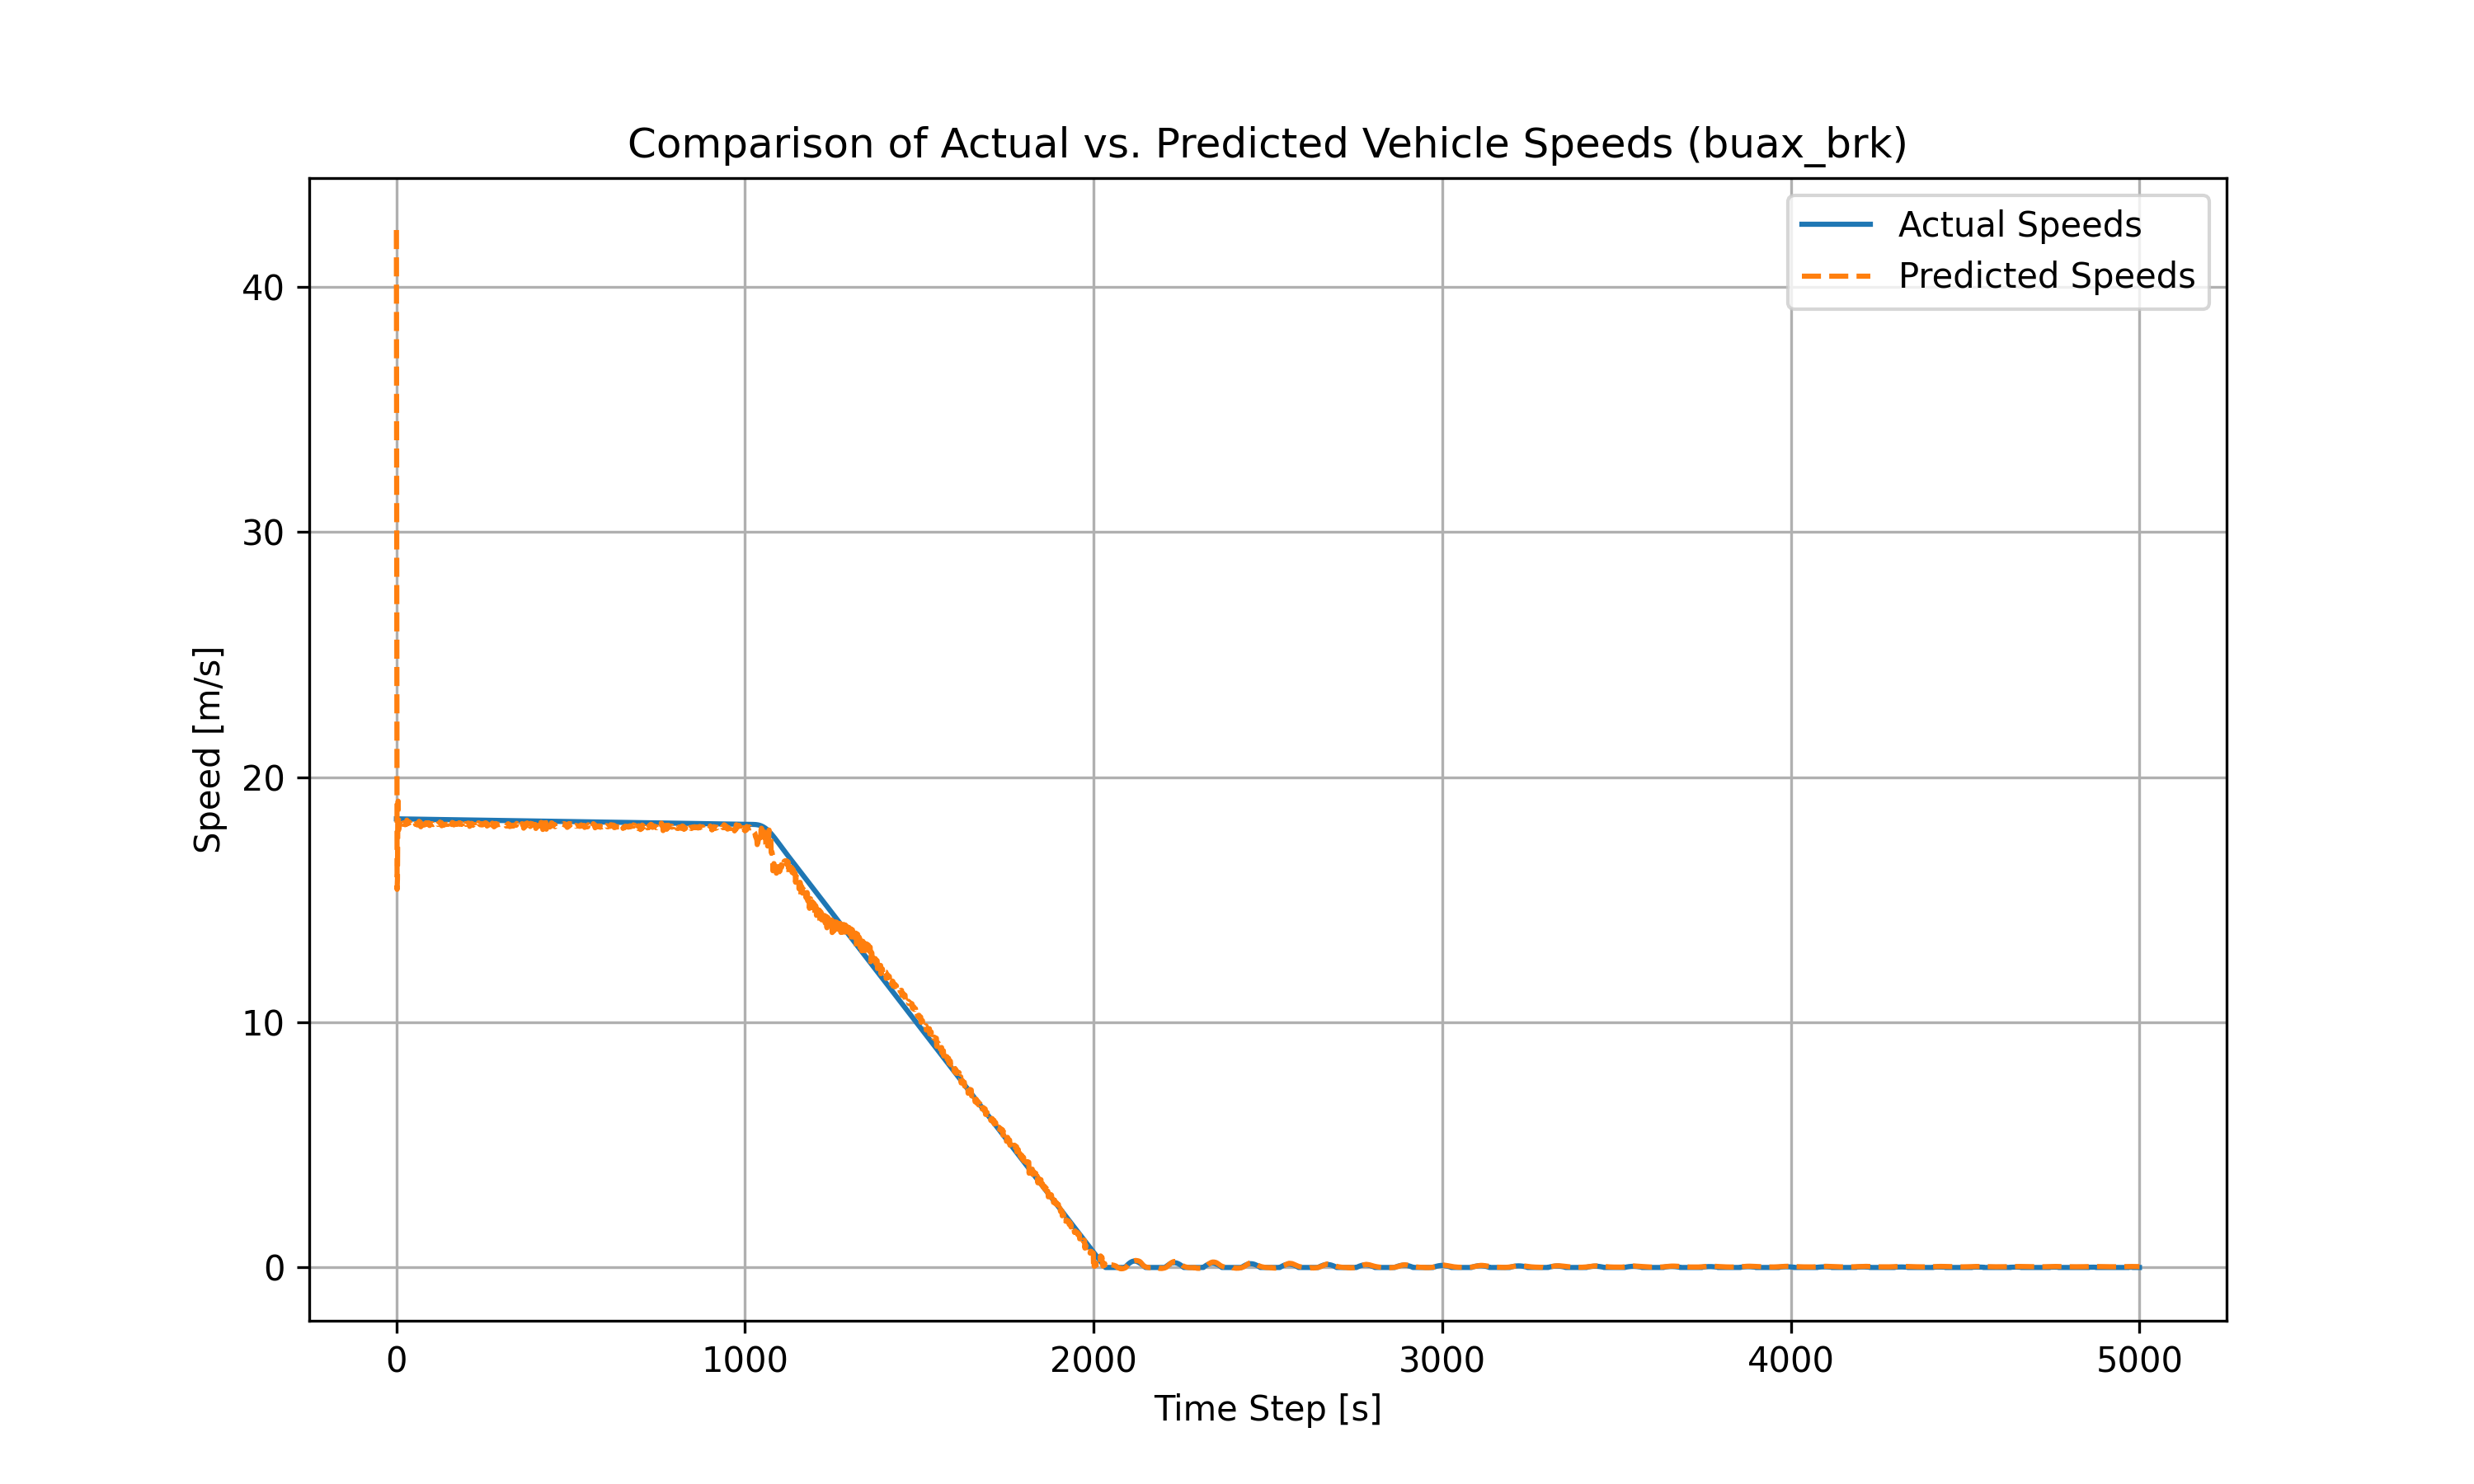 Comparison of Actual vs. Predicted Vehicle Speeds (buax_brk)
Actual Speeds
Predicted Speeds
40
30
20
10
0
Speed [m/s]
0 1000 2000 3000 4000 5000
Time Step [s]